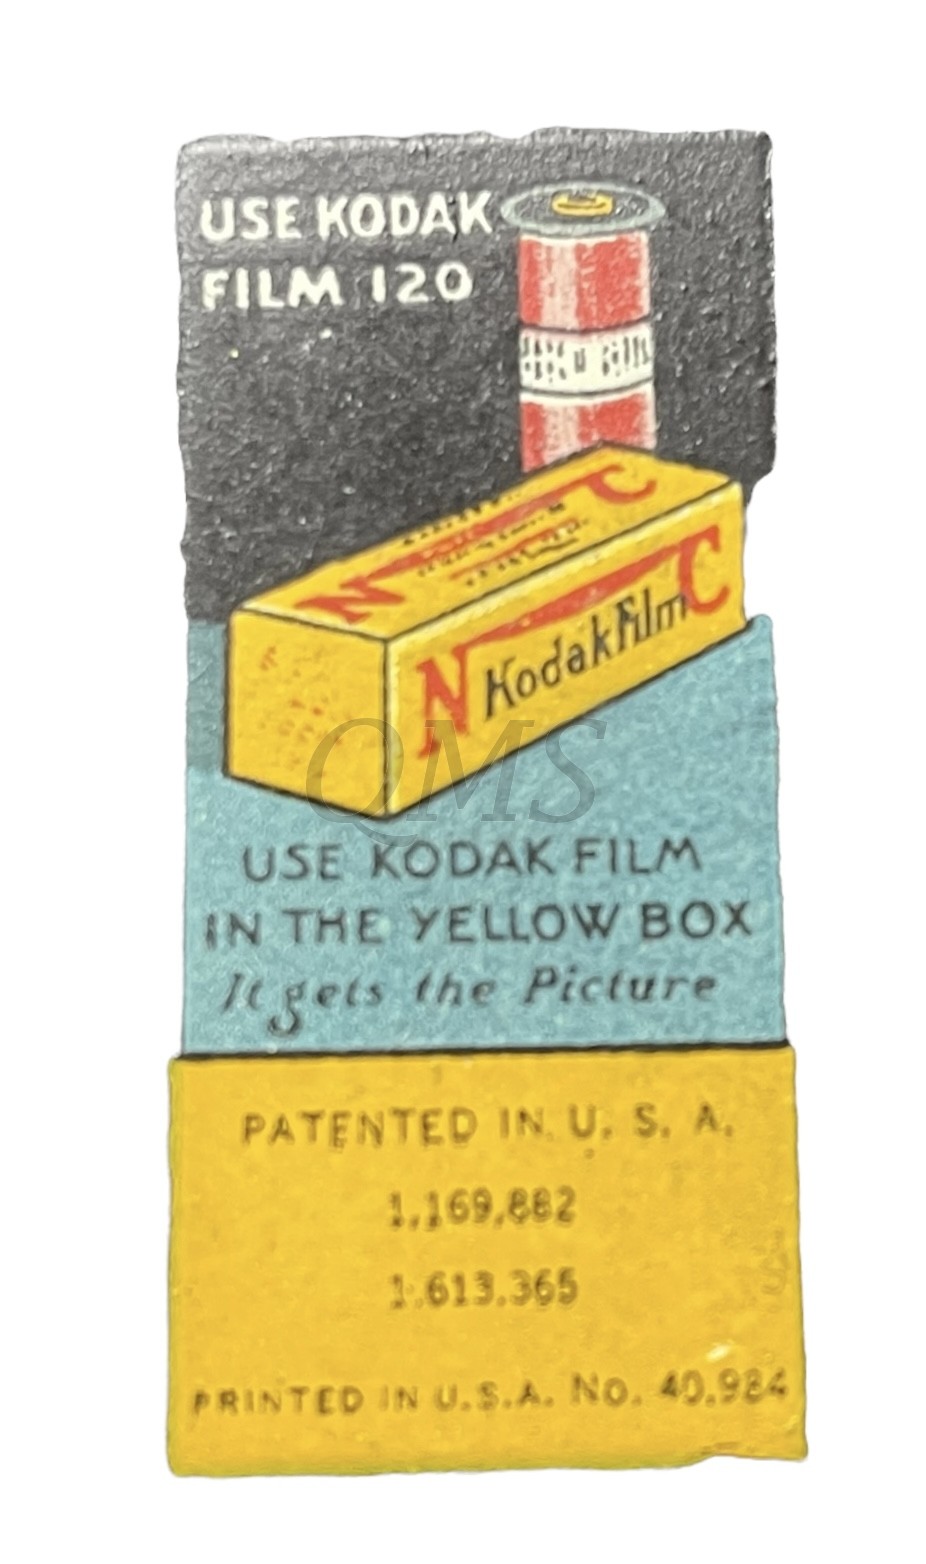 USE KODAK
FILM 120
N C
N Kodak Film C
QMS
USE KODAK FILM
IN THE YELLOW BOX
It gets the Picture
PATENTED IN U. S. A.
1,169,882
1,613,365
PRINTED IN U.S.A. No. 40,984